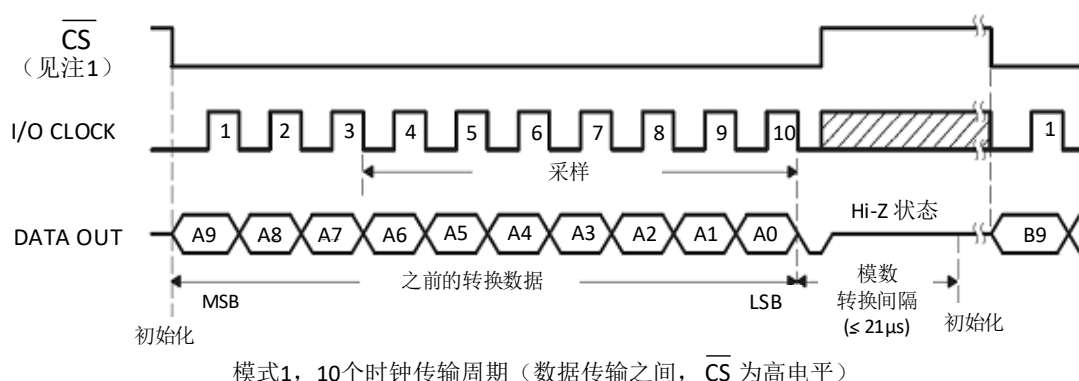 CS
（见注1）
I/O CLOCK
1 2 3 4 5 6 7 8 9 10 1
采样
Hi-Z 状态
DATA OUT
A9 A8 A7 A6 A5 A4 A3 A2 A1 A0 B9
之前的转换数据
MSB
LSB
模数
转换间隔
(≤ 21μs)
初始化
初始化
模式1，10个时钟传输周期（数据传输之间，CS 为高电平）